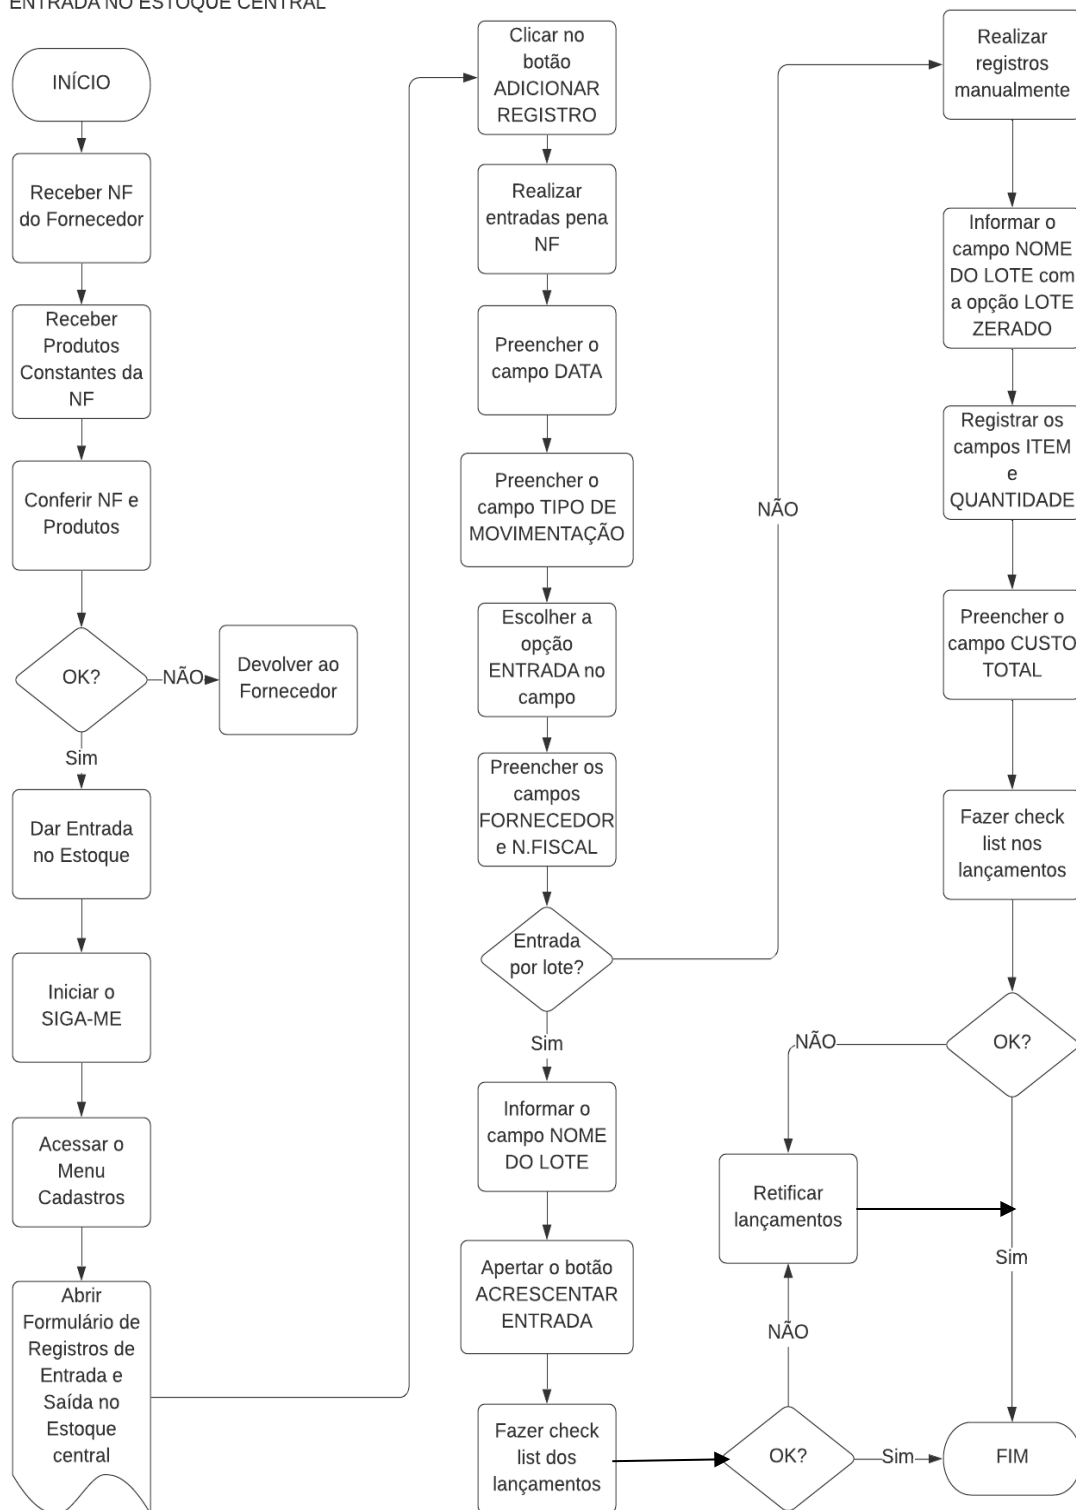 ENTRADA NO ESTOQUE CENTRAL
INÍCIO
Receber NF
do Fornecedor
Receber
Produtos
Constantes da
NF
Conferir NF e
Produtos
OK?
NÃO
Devolver ao
Fornecedor
Sim
Dar Entrada
no Estoque
Iniciar o
SIGA-ME
Acessar o
Menu
Cadastros
Abrir
Formulário de
Registros de
Entrada e
Saída no
Estoque
central
Clicar no
botão
ADICIONAR
REGISTRO
Realizar
entradas pena
NF
Preencher o
campo DATA
Preencher o
campo TIPO DE
MOVIMENTAÇÃO
Escolher a
opção
ENTRADA no
campo
Preencher os
campos
FORNECEDOR
e N.FISCAL
Entrada
por lote?
NÃO
Sim
Informar o
campo NOME
DO LOTE
Apertar o botão
ACRESCENTAR
ENTRADA
Fazer check
list dos
lançamentos
OK?
NÃO
Sim
Retificar
lançamentos
Realizar
registros
manualmente
Informar o
campo NOME
DO LOTE com
a opção LOTE
ZERADO
Registrar os
campos ITEM
e
QUANTIDADE
Preencher o
campo CUSTO
TOTAL
Fazer check
list nos
lançamentos
OK?
NÃO
Sim
FIM